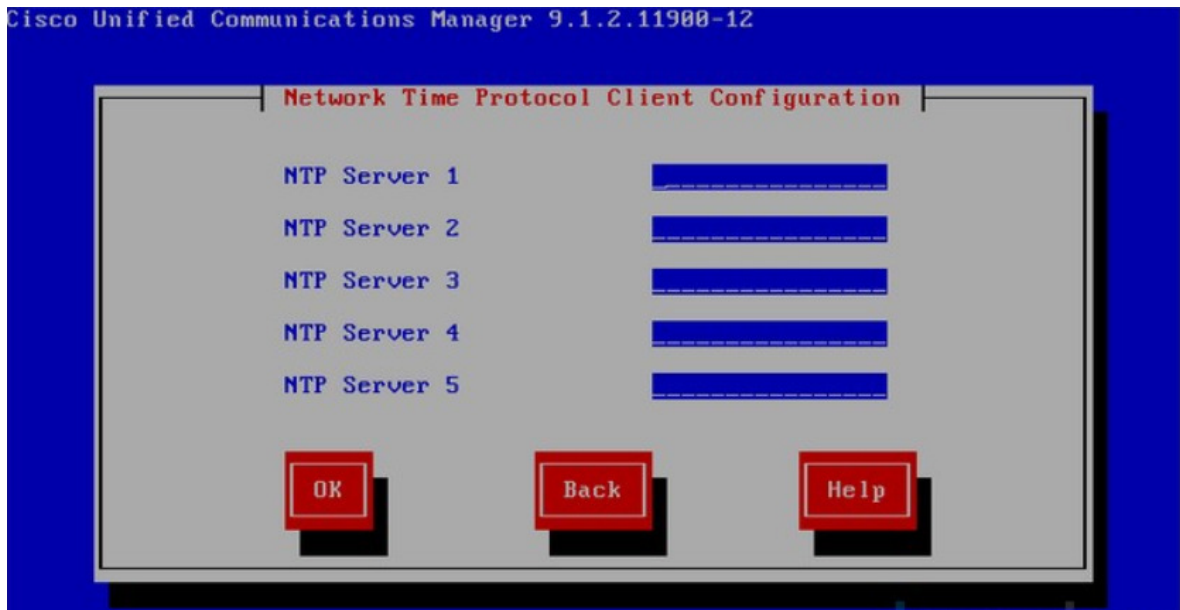 Cisco Unified Communications Manager 9.1.2.11900-12
Network Time Protocol Client Configuration
NTP Server 1
NTP Server 2
NTP Server 3
NTP Server 4
NTP Server 5
OK Back Help